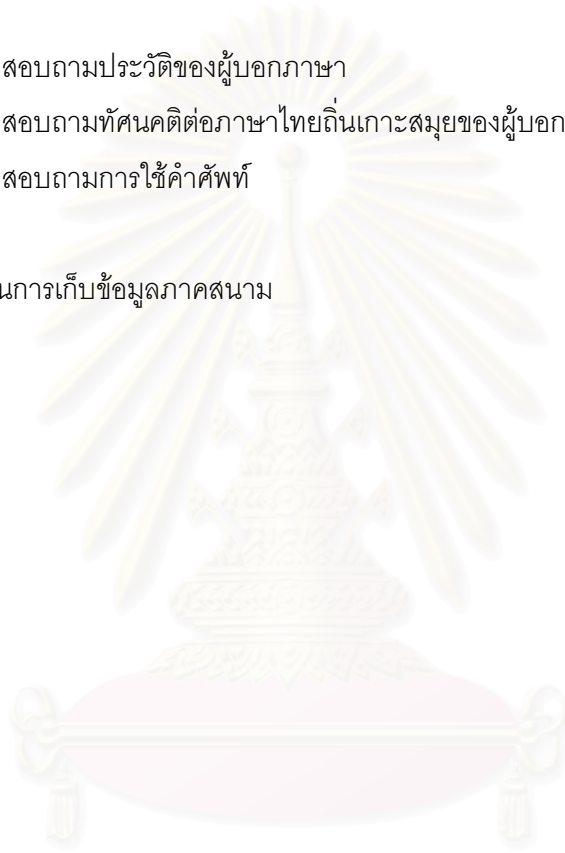 สอบถามประวัติของผู้บอกภาษา
สอบถามทัศนคติต่อภาษาไทยถิ่นเกาะสมุยของผู้บอก
สอบถามการใช้คำศัพท์
นการเก็บข้อมูลภาคสนาม